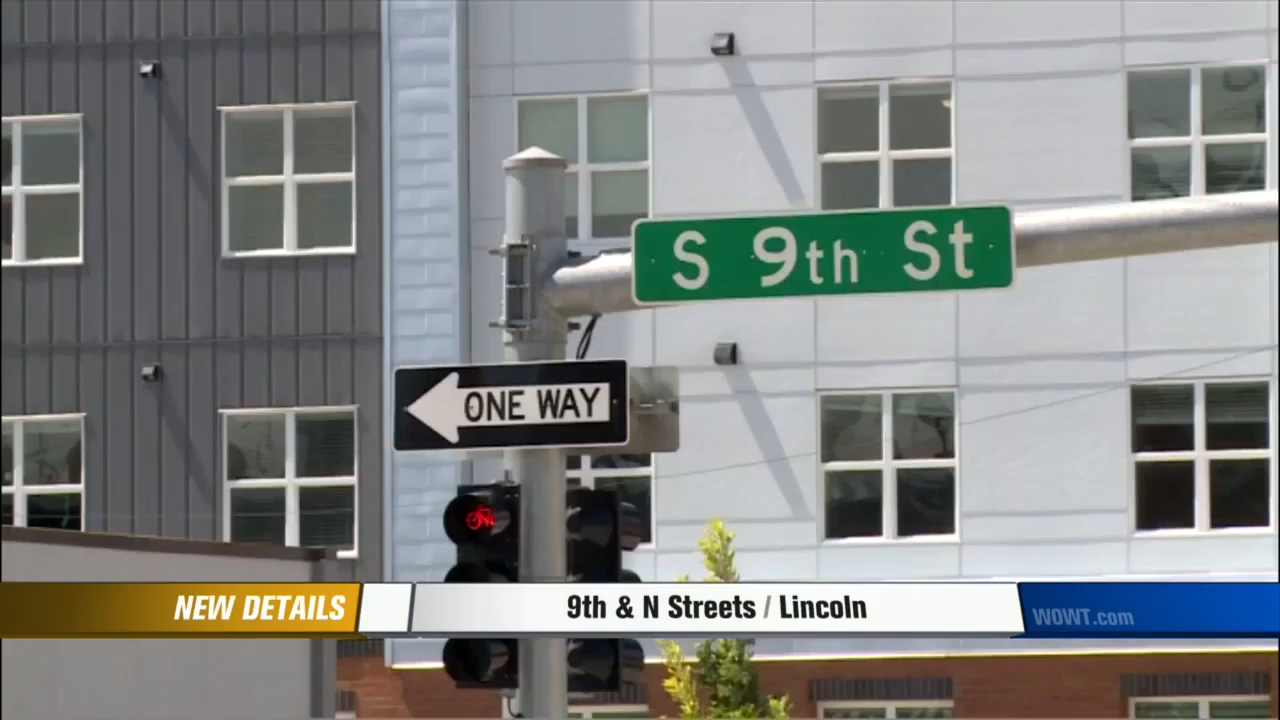 S 9th St
ONE WAY
NEW DETAILS
9th & N Streets / Lincoln
WOWT.com